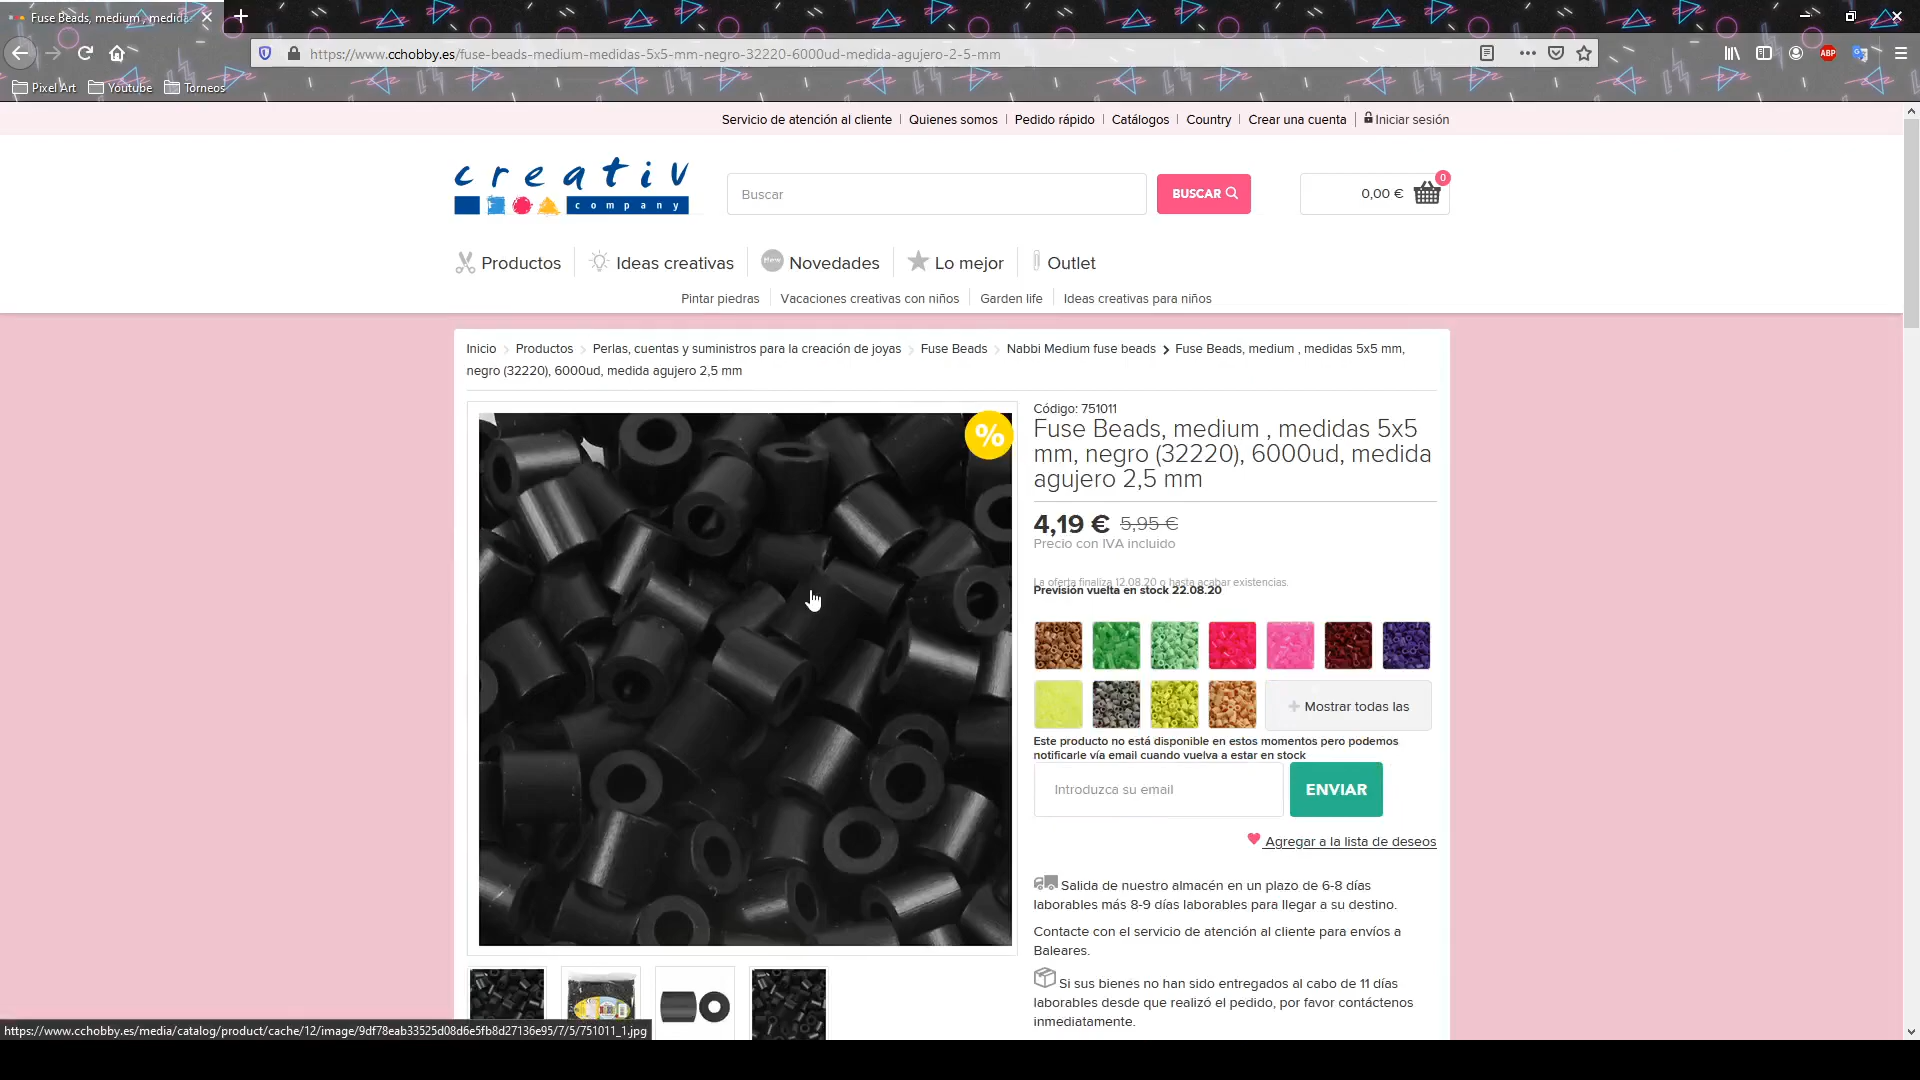 Fuse Beads, medium , medida
https://www.cchobby.es/fuse-beads-medium-medidas-5x5-mm-negro-32220-6000ud-medida-agujero-2-5-mm
ABP
Pixel Art Youtube Torneos
Servicio de atención al cliente Quienes somos Pedido rápido Catálogos Country Crear una cuenta Iniciar sesión
creativ
company
Buscar
BUSCAR
0,00 €
0
Productos Ideas creativas New Novedades Lo mejor Outlet
Pintar piedras Vacaciones creativas con niños Garden life Ideas creativas para niños
Inicio Productos Perlas, cuentas y suministros para la creación de joyas Fuse Beads Nabbi Medium fuse beads Fuse Beads, medium , medidas 5x5 mm,
negro (32220), 6000ud, medida agujero 2,5 mm
%
Código: 751011
Fuse Beads, medium , medidas 5x5
mm, negro (32220), 6000ud, medida
agujero 2,5 mm
4,19 € 5,95 €
Precio con IVA incluido
La oferta finaliza 12.08.20 o hasta acabar existencias.
Previsión vuelta en stock 22.08.20
+ Mostrar todas las
Este producto no está disponible en estos momentos pero podemos
notificarle vía email cuando vuelva a estar en stock
Introduzca su email
ENVIAR
Agregar a la lista de deseos
Salida de nuestro almacén en un plazo de 6-8 días
laborables más 8-9 días laborables para llegar a su destino.
Contacte con el servicio de atención al cliente para envíos a
Baleares.
Si sus bienes no han sido entregados al cabo de 11 días
laborables desde que realizó el pedido, por favor contáctenos
inmediatamente.
https://www.cchobby.es/media/catalog/product/cache/12/image/9df78eab33525d08d6e5fb8d27136e95/7/5/751011_1.jpg